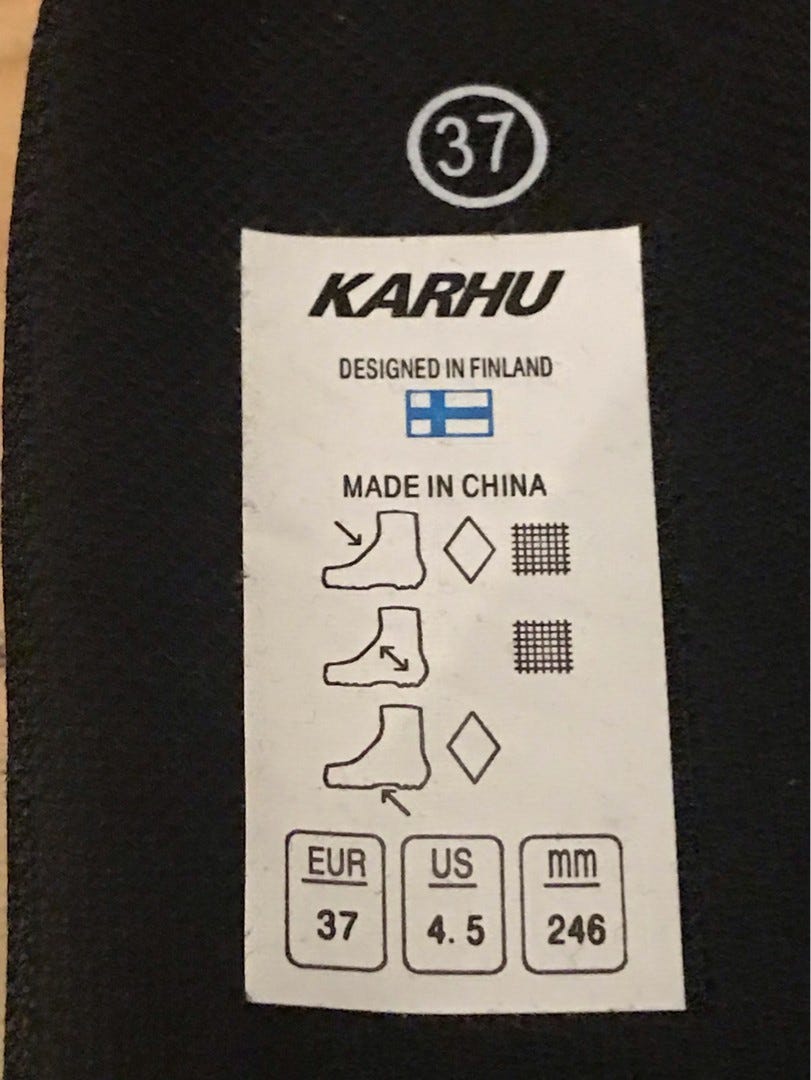 37
KARHU
DESIGNED IN FINLAND
MADE IN CHINA
EUR US mm
37 4.5 246